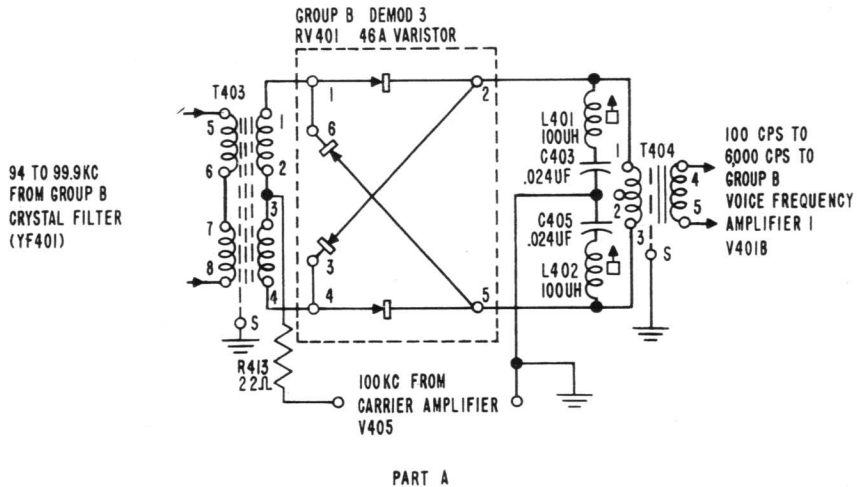 GROUP B DEMOD 3
RV401 46A VARISTOR
T403
5
6
7
8
1
2
3
4
S
94 TO 99.9KC
FROM GROUP B
CRYSTAL FILTER
(YF401)
1
6
3
4
2
5
L401
100UH
C403
.024UF
C405
.024UF
L402
100UH
1
2
3
T404
4
5
S
100 CPS TO
6,000 CPS TO
GROUP B
VOICE FREQUENCY
AMPLIFIER 1
V401B
R413
22Ω
100KC FROM
CARRIER AMPLIFIER
V405
PART A